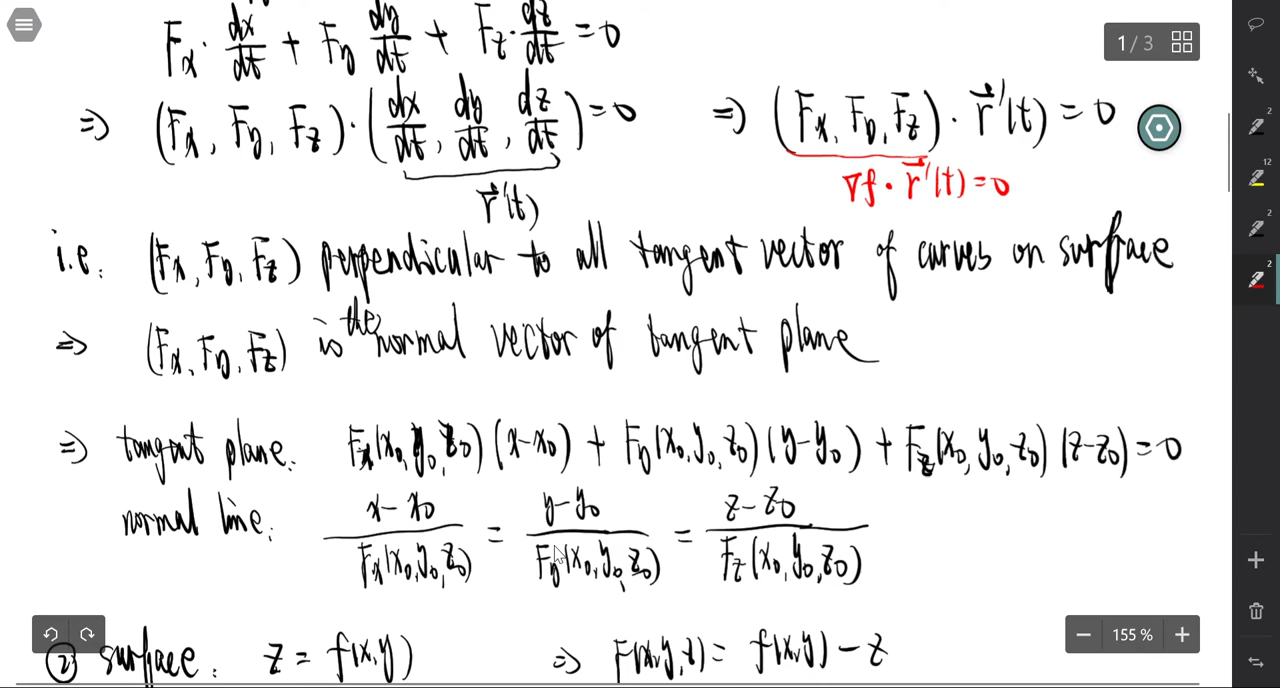 Fx · dx/dt + Fy dy/dt + Fz · dz/dt = 0
1 / 3
⇒ (Fx, Fy, Fz) · (dx/dt, dy/dt, dz/dt) = 0 ⇒ (Fx, Fy, Fz) · r⃗'(t) = 0
r⃗'(t)
∇f · r⃗'(t) = 0
i.e. (Fx, Fy, Fz) perpendicular to all tangent vector of curves on surface
⇒ (Fx, Fy, Fz) is the normal vector of tangent plane
⇒ tangent plane: Fx(x0, y0, z0)(x-x0) + Fy(x0, y0, z0)(y-y0) + Fz(x0, y0, z0)(z-z0) = 0
normal line: x-x0/Fx(x0, y0, z0) = y-y0/Fy(x0, y0, z0) = z-z0/Fz(x0, y0, z0)
② surface: z = f(x,y) ⇒ F(x,y,z) = f(x,y) - z
155 %
2
12
2
2